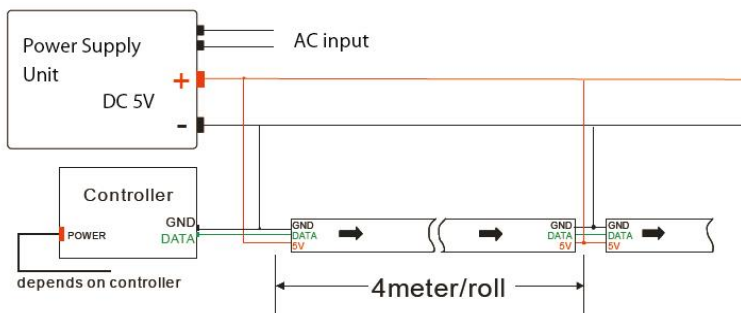 Power Supply
Unit
AC input
+
DC 5V
-
Controller
GND
POWER
DATA
depends on controller
GND
DATA
5V
GND
DATA
5V
GND
DATA
5V
4meter/roll